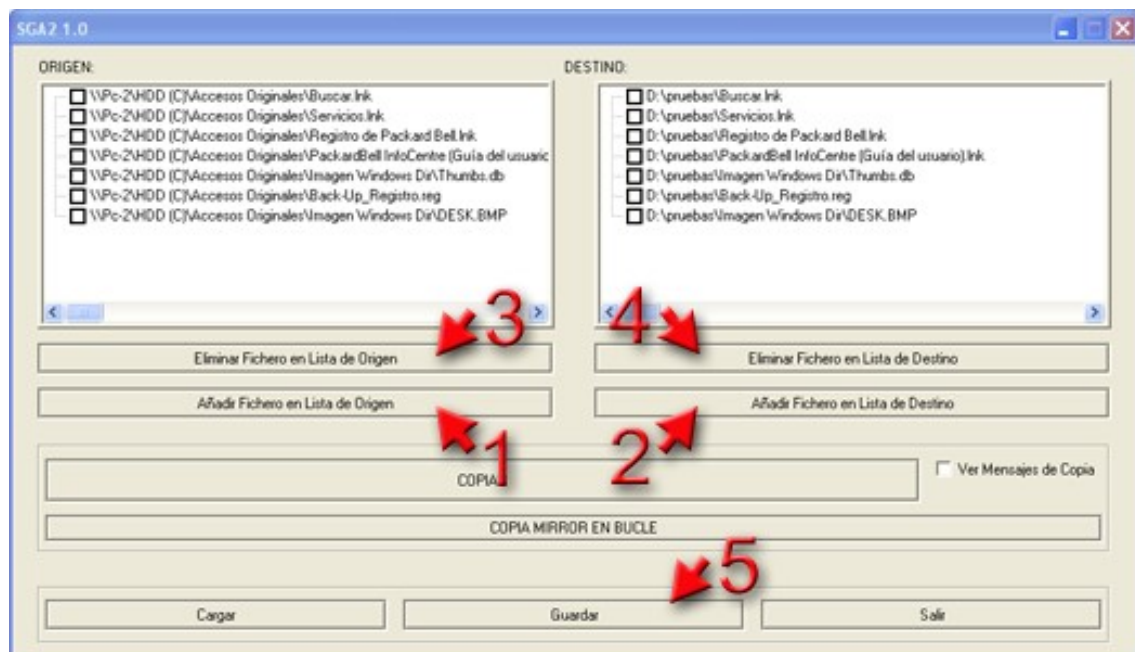 SGA2 1.0
ORIGEN:
\\Pc-2\HDD (C)\Accesos Originales\Buscar.lnk
\\Pc-2\HDD (C)\Accesos Originales\Servicios.lnk
\\Pc-2\HDD (C)\Accesos Originales\Registro de Packard Bell.lnk
\\Pc-2\HDD (C)\Accesos Originales\PackardBell InfoCentre (Guía del usuaric
\\Pc-2\HDD (C)\Accesos Originales\Imagen Windows Dir\Thumbs.db
\\Pc-2\HDD (C)\Accesos Originales\Back-Up_Registro.reg
\\Pc-2\HDD (C)\Accesos Originales\Imagen Windows Dir\DESK.BMP
DESTINO:
D:\pruebas\Buscar.lnk
D:\pruebas\Servicios.lnk
D:\pruebas\Registro de Packard Bell.lnk
D:\pruebas\PackardBell InfoCentre (Guía del usuario).lnk
D:\pruebas\Imagen Windows Dir\Thumbs.db
D:\pruebas\Back-Up_Registro.reg
D:\pruebas\Imagen Windows Dir\DESK.BMP
3
4
Eliminar Fichero en Lista de Origen
Eliminar Fichero en Lista de Destino
Añadir Fichero en Lista de Origen
Añadir Fichero en Lista de Destino
1
2
COPIA
Ver Mensajes de Copia
COPIA MIRROR EN BUCLE
5
Cargar
Guardar
Salir